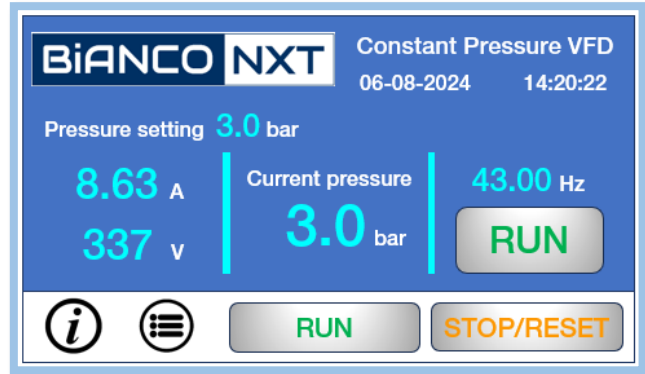 BiANCO NXT
Constant Pressure VFD
06-08-2024 14:20:22
Pressure setting 3.0 bar
8.63 A
337 V
Current pressure
3.0 bar
43.00 Hz
RUN
i
RUN
STOP/RESET